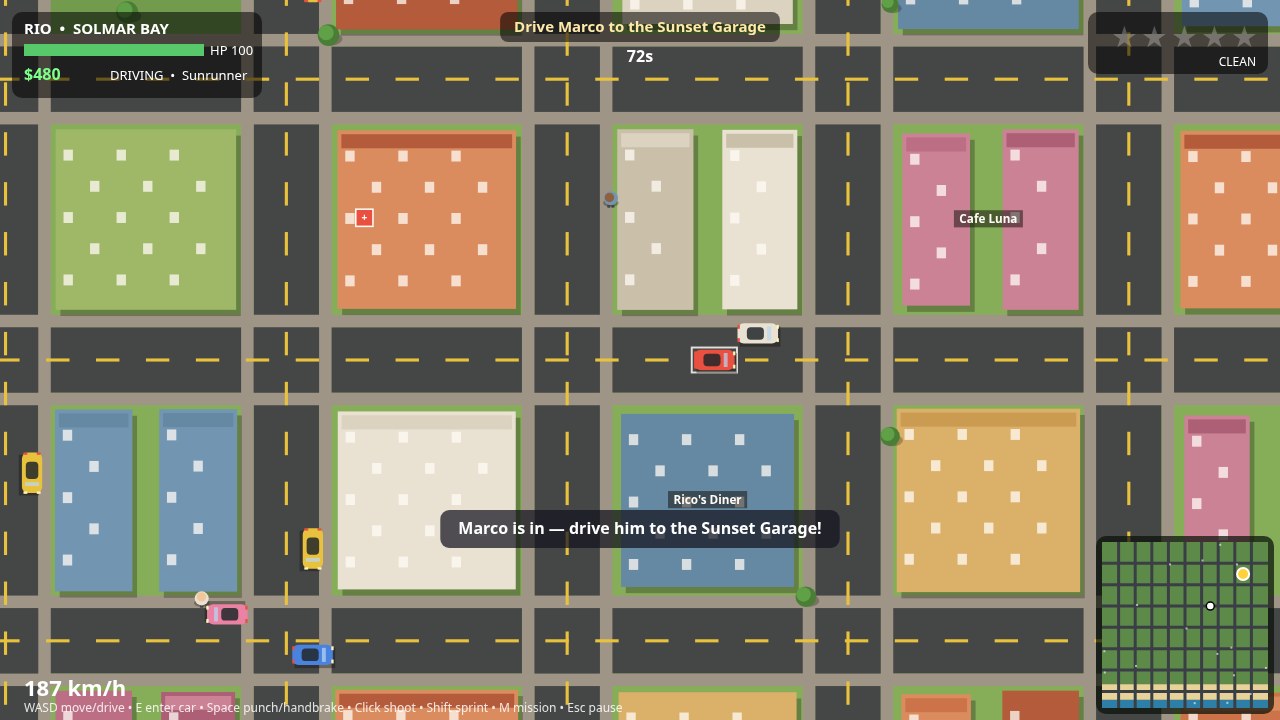 RIO • SOLMAR BAY
HP 100
$480
DRIVING • Sunrunner
Drive Marco to the Sunset Garage
72s
CLEAN
Cafe Luna
Rico's Diner
Marco is in — drive him to the Sunset Garage!
187 km/h
WASD move/drive • E enter car • Space punch/handbrake • Click shoot • Shift sprint • M mission • Esc pause